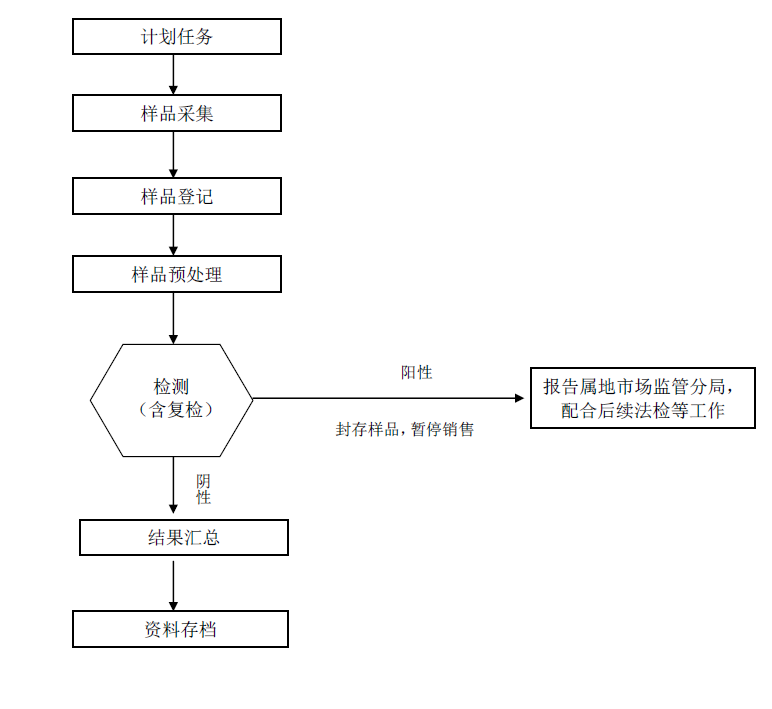 计划任务
样品采集
样品登记
样品预处理
检测
（含复检）
阳性
封存样品，暂停销售
报告属地市场监管分局，
配合后续法检等工作
阴
性
结果汇总
资料存档